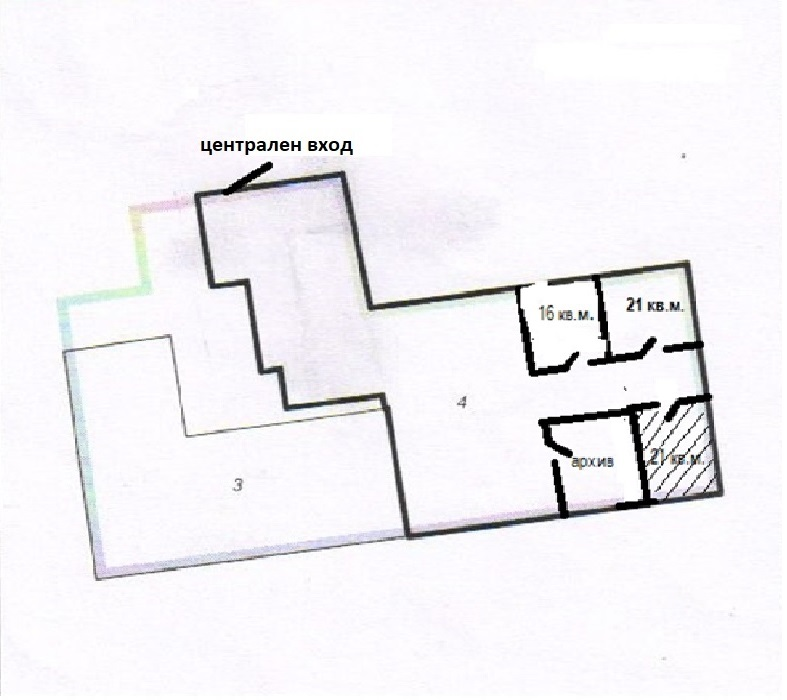 централен вход
16 кв.м.
21 кв.м.
4
архив
21 кв.м.
3